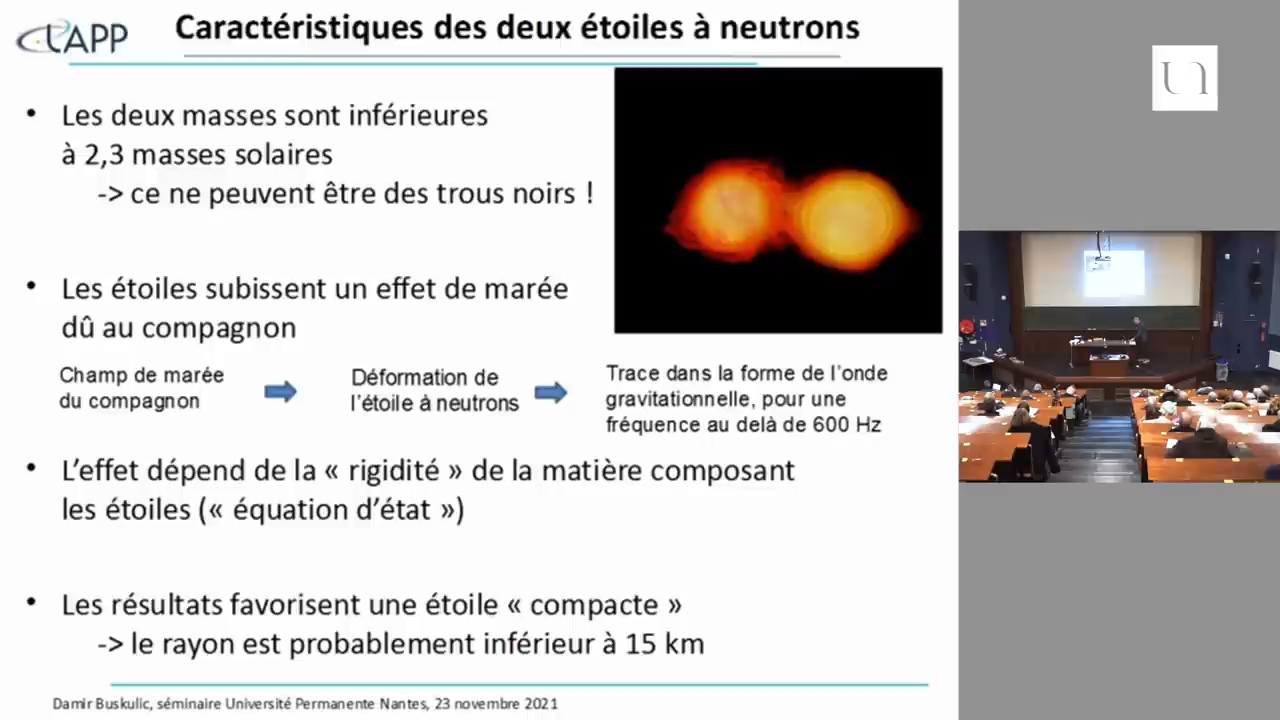 LAPP
Caractéristiques des deux étoiles à neutrons
• Les deux masses sont inférieures
à 2,3 masses solaires
-> ce ne peuvent être des trous noirs !
• Les étoiles subissent un effet de marée
dû au compagnon
Champ de marée
du compagnon
Déformation de
l'étoile à neutrons
Trace dans la forme de l'onde
gravitationnelle, pour une
fréquence au delà de 600 Hz
• L'effet dépend de la « rigidité » de la matière composant
les étoiles (« équation d'état »)
• Les résultats favorisent une étoile « compacte »
-> le rayon est probablement inférieur à 15 km
Damir Buskulic, séminaire Université Permanente Nantes, 23 novembre 2021